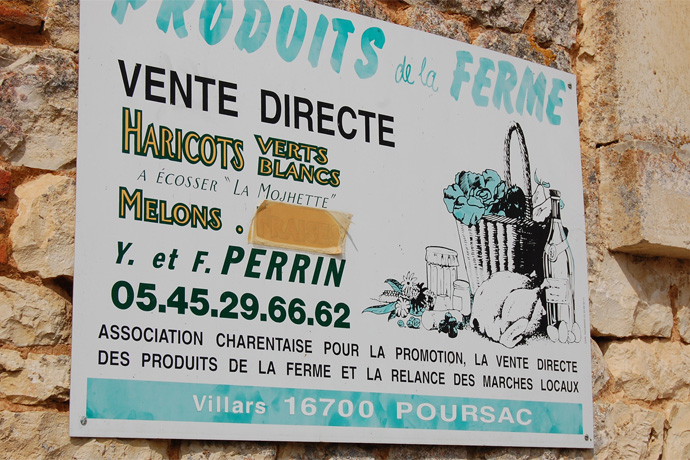 PRODUITS de la FERME
VENTE DIRECTE
HARICOTS VERTS
BLANCS
A ÉCOSSER "LA MOJHETTE"
MELONS .
Y. et F. PERRIN
05.45.29.66.62
ASSOCIATION CHARENTAISE POUR LA PROMOTION, LA VENTE DIRECTE
DES PRODUITS DE LA FERME ET LA RELANCE DES MARCHES LOCAUX
Villars 16700 POURSAC